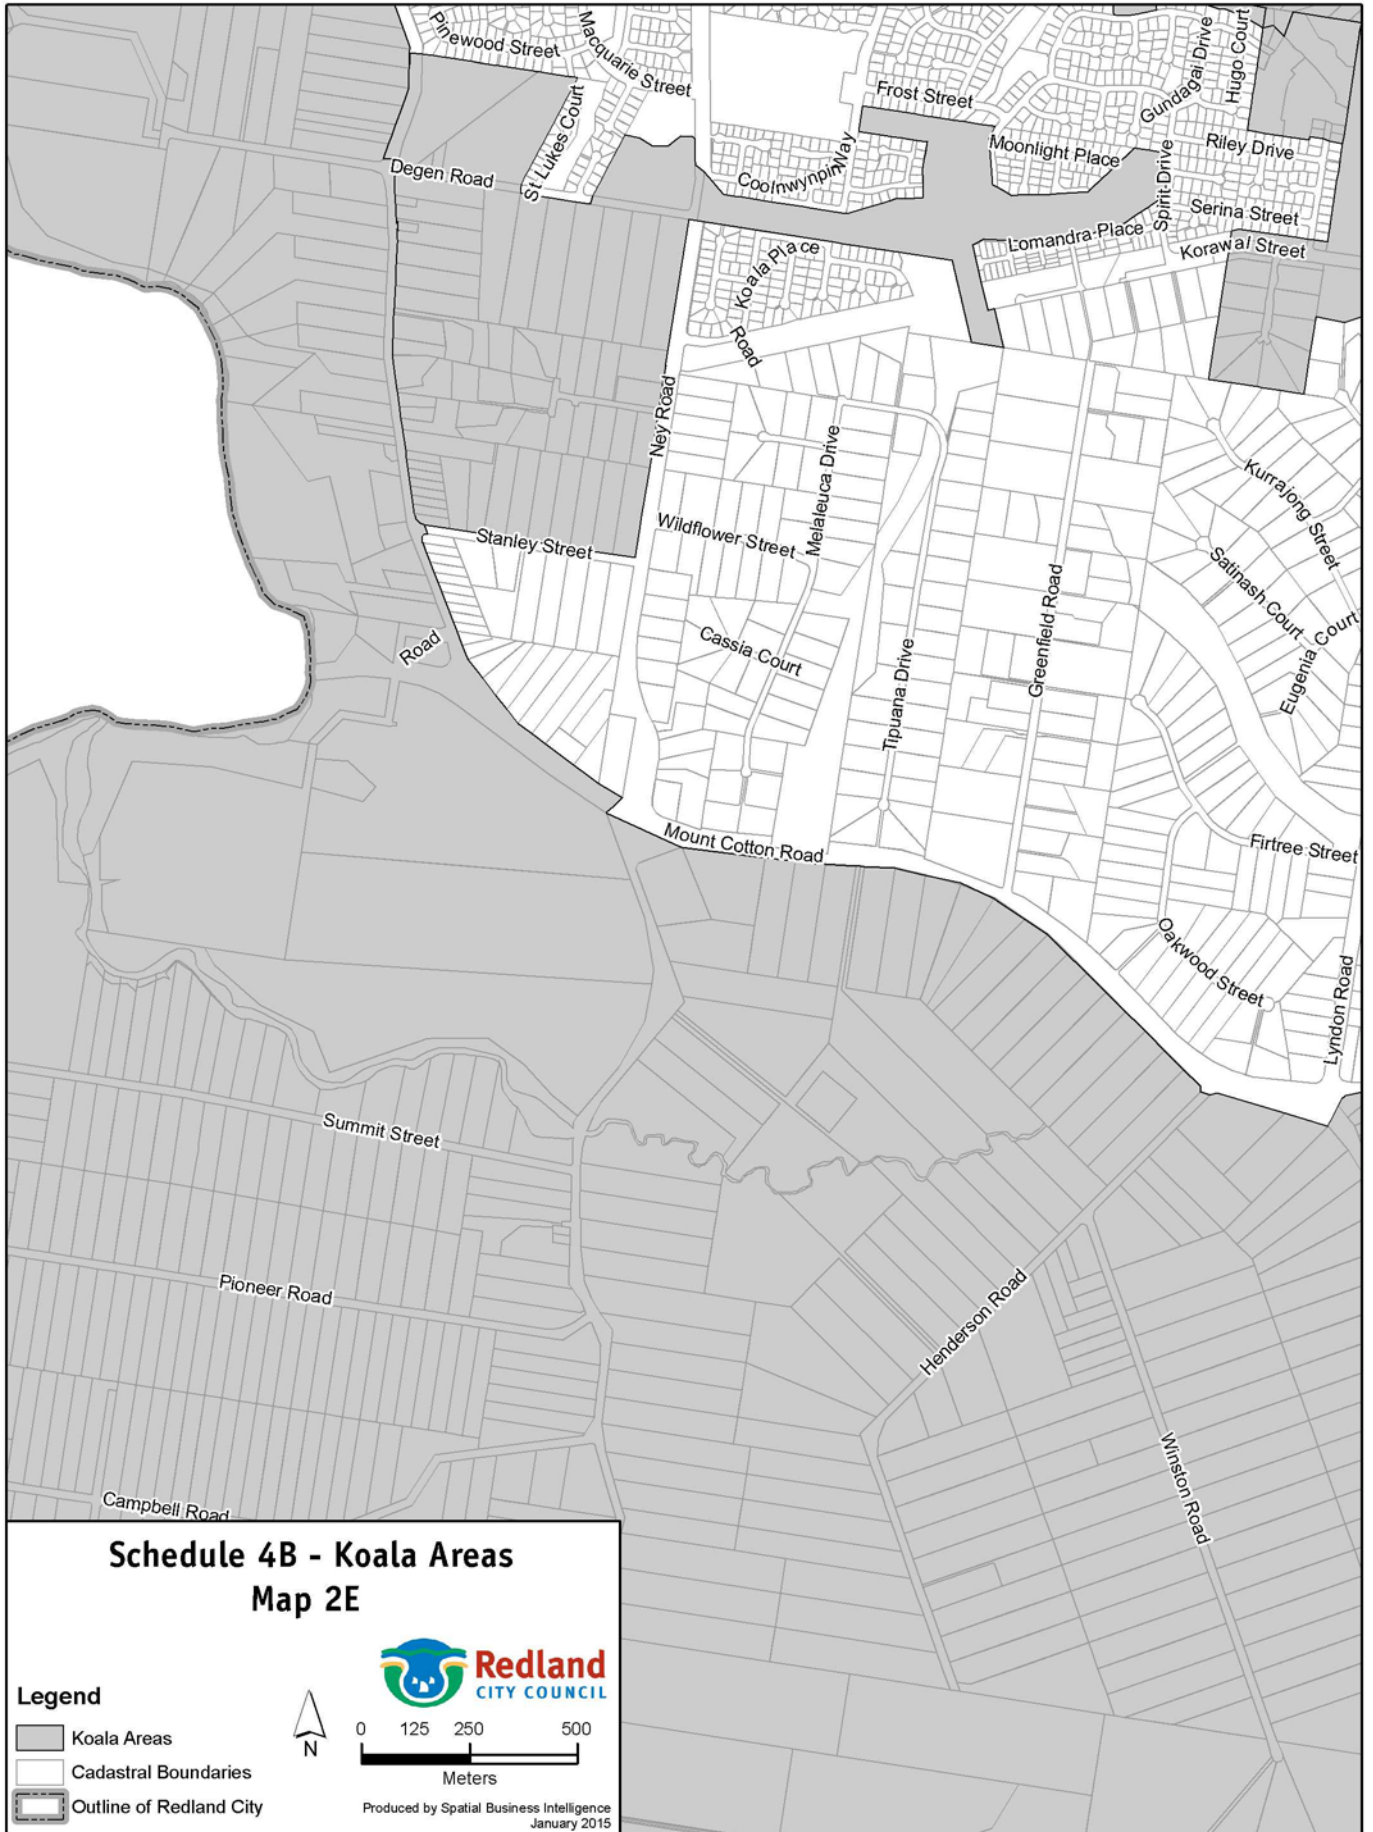 Pinewood Street
Macquarie Street
St Lukes Court
Degen Road
Frost Street
Gundagai Drive
Hugo Court
Moonlight Place
Riley Drive
Coolnwynpin Way
Spirit Drive
Serina Street
Lomandra Place
Korawal Street
Koala Place
Road
Ney Road
Melaleuca Drive
Kurrajong Street
Wildflower Street
Stanley Street
Satinash Court
Greenfield Road
Eugenia Court
Cassia Court
Road
Tipuana Drive
Mount Cotton Road
Firtree Street
Oakwood Street
Lyndon Road
Summit Street
Pioneer Road
Henderson Road
Winston Road
Campbell Road
Schedule 4B - Koala Areas
Map 2E
Redland
CITY COUNCIL
Legend
Koala Areas
Cadastral Boundaries
Outline of Redland City
N
0 125 250 500
Meters
Produced by Spatial Business Intelligence
January 2015